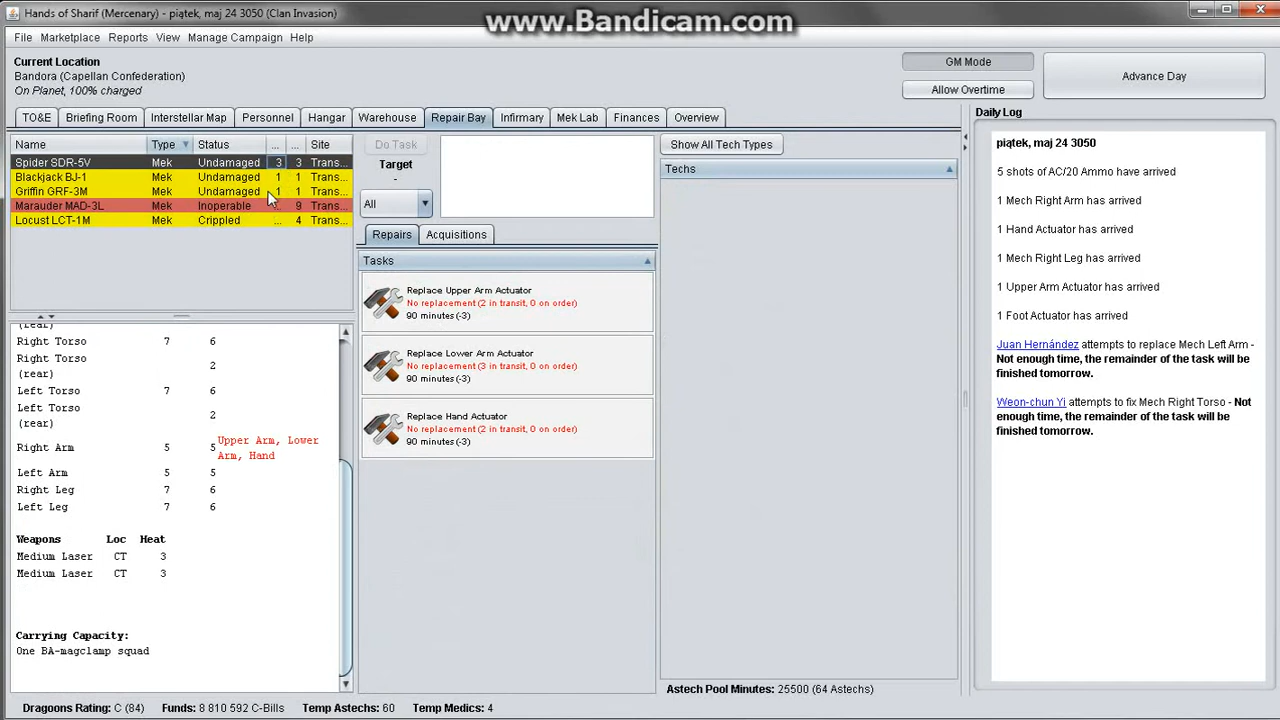 Hands of Sharif (Mercenary) - piątek, maj 24 3050 (Clan Invasion)
www.Bandicam.com
File Marketplace Reports View Manage Campaign Help
Current Location
Bandora (Capellan Confederation)
On Planet, 100% charged
GM Mode
Allow Overtime
Advance Day
TO&E Briefing Room Interstellar Map Personnel Hangar Warehouse Repair Bay Infirmary Mek Lab Finances Overview
Name Type Status ... ... Site
Spider SDR-5V Mek Undamaged 3 3 Trans...
Blackjack BJ-1 Mek Undamaged 1 1 Trans...
Griffin GRF-3M Mek Undamaged 1 1 Trans...
Marauder MAD-3L Mek Inoperable ... 9 Trans...
Locust LCT-1M Mek Crippled ... 4 Trans...
(rear)
Right Torso 7 6
Right Torso
(rear) 2
Left Torso 7 6
Left Torso
(rear) 2
Right Arm 5 5 Upper Arm, Lower
Arm, Hand
Left Arm 5 5
Right Leg 7 6
Left Leg 7 6
Weapons Loc Heat
Medium Laser CT 3
Medium Laser CT 3
Carrying Capacity:
One BA-magclamp squad
Do Task
Target
-
All
Repairs Acquisitions
Tasks
Replace Upper Arm Actuator
No replacement (2 in transit, 0 on order)
90 minutes (-3)
Replace Lower Arm Actuator
No replacement (3 in transit, 0 on order)
90 minutes (-3)
Replace Hand Actuator
No replacement (2 in transit, 0 on order)
90 minutes (-3)
Show All Tech Types
Techs
Astech Pool Minutes: 25500 (64 Astechs)
Daily Log
piątek, maj 24 3050
5 shots of AC/20 Ammo have arrived
1 Mech Right Arm has arrived
1 Hand Actuator has arrived
1 Mech Right Leg has arrived
1 Upper Arm Actuator has arrived
1 Foot Actuator has arrived
Juan Hernández attempts to replace Mech Left Arm -
Not enough time, the remainder of the task will be
finished tomorrow.
Weon-chun Yi attempts to fix Mech Right Torso - Not
enough time, the remainder of the task will be
finished tomorrow.
Dragoons Rating: C (84) Funds: 8 810 592 C-Bills Temp Astechs: 60 Temp Medics: 4